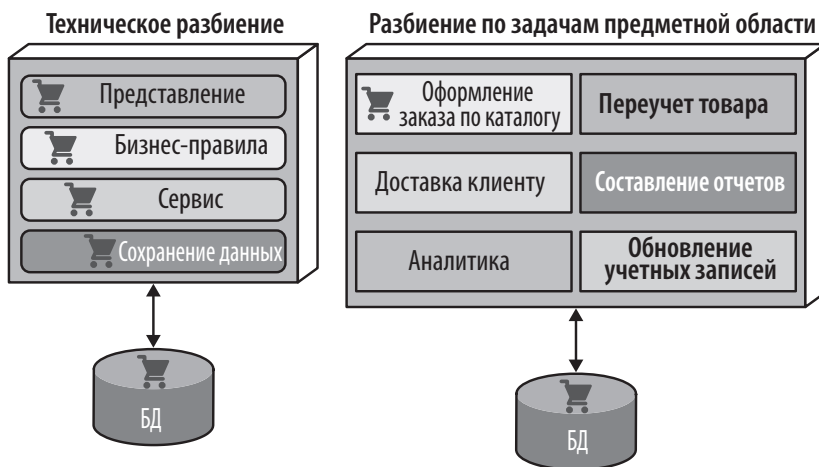 Техническое разбиение
Представление
Бизнес-правила
Сервис
Сохранение данных
БД
Разбиение по задачам предметной области
Оформление
заказа по каталогу
Переучет товара
Доставка клиенту
Составление отчетов
Аналитика
Обновление
учетных записей
БД